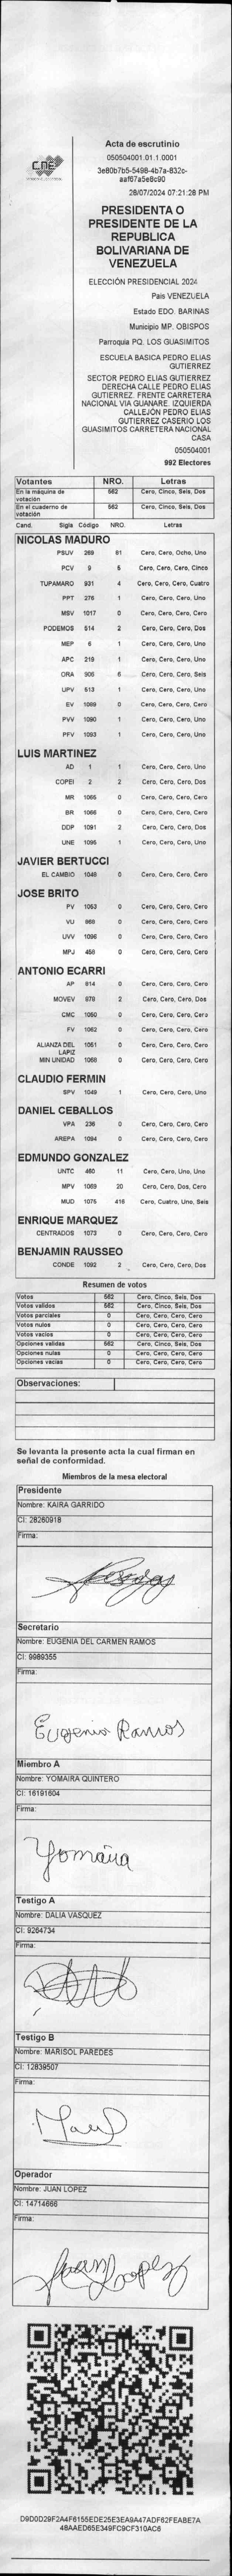 CNE
Acta de escrutinio
050504001.01.1.0001
3e80b7b5-5498-4b7a-832c-
aaf67a5e8c90
28/07/2024 07:21:28 PM
PRESIDENTA O
PRESIDENTE DE LA
REPUBLICA
BOLIVARIANA DE
VENEZUELA
ELECCIÓN PRESIDENCIAL 2024
Pais VENEZUELA
Estado EDO. BARINAS
Municipio MP. OBISPOS
Parroquia PQ. LOS GUASIMITOS
ESCUELA BASICA PEDRO ELIAS
GUTIERREZ
SECTOR PEDRO ELIAS GUTIERREZ
DERECHA CALLE PEDRO ELIAS
GUTIERREZ. FRENTE CARRETERA
NACIONAL VIA GUANARE. IZQUIERDA
CALLEJÓN PEDRO ELIAS
GUTIERREZ CASERIO LOS
GUASIMITOS CARRETERA NACIONAL
CASA
050504001
992 Electores
Votantes NRO. Letras
En la máquina de votación 562 Cero, Cinco, Seis, Dos
En el cuaderno de votación 562 Cero, Cinco, Seis, Dos
Cand. Sigla Código NRO. Letras
NICOLAS MADURO
PSUV 269 81 Cero, Cero, Ocho, Uno
PCV 9 5 Cero, Cero, Cero, Cinco
TUPAMARO 931 4 Cero, Cero, Cero, Cuatro
PPT 276 1 Cero, Cero, Cero, Uno
MSV 1017 0 Cero, Cero, Cero, Cero
PODEMOS 514 2 Cero, Cero, Cero, Dos
MEP 6 1 Cero, Cero, Cero, Uno
APC 219 1 Cero, Cero, Cero, Uno
ORA 906 6 Cero, Cero, Cero, Seis
UPV 513 1 Cero, Cero, Cero, Uno
EV 1099 0 Cero, Cero, Cero, Cero
PVV 1090 1 Cero, Cero, Cero, Uno
PFV 1093 1 Cero, Cero, Cero, Uno
LUIS MARTINEZ
AD 1 1 Cero, Cero, Cero, Uno
COPEI 2 2 Cero, Cero, Cero, Dos
MR 1065 0 Cero, Cero, Cero, Cero
BR 1066 0 Cero, Cero, Cero, Cero
DDP 1091 2 Cero, Cero, Cero, Dos
UNE 1095 1 Cero, Cero, Cero, Uno
JAVIER BERTUCCI
EL CAMBIO 1048 0 Cero, Cero, Cero, Cero
JOSE BRITO
PV 1053 0 Cero, Cero, Cero, Cero
VU 868 0 Cero, Cero, Cero, Cero
UVV 1096 0 Cero, Cero, Cero, Cero
MPJ 458 0 Cero, Cero, Cero, Cero
ANTONIO ECARRI
AP 814 0 Cero, Cero, Cero, Cero
MOVEV 879 2 Cero, Cero, Cero, Dos
CMC 1050 0 Cero, Cero, Cero, Cero
FV 1062 0 Cero, Cero, Cero, Cero
ALIANZA DEL LAPIZ 1051 0 Cero, Cero, Cero, Cero
MIN UNIDAD 1068 0 Cero, Cero, Cero, Cero
CLAUDIO FERMIN
SPV 1049 1 Cero, Cero, Cero, Uno
DANIEL CEBALLOS
VPA 236 0 Cero, Cero, Cero, Cero
AREPA 1094 0 Cero, Cero, Cero, Cero
EDMUNDO GONZALEZ
UNTC 460 11 Cero, Cero, Uno, Uno
MPV 1069 20 Cero, Cero, Dos, Cero
MUD 1075 416 Cero, Cuatro, Uno, Seis
ENRIQUE MARQUEZ
CENTRADOS 1073 0 Cero, Cero, Cero, Cero
BENJAMIN RAUSSEO
CONDE 1092 2 Cero, Cero, Cero, Dos
Resumen de votos
Votos 562 Cero, Cinco, Seis, Dos
Votos validos 562 Cero, Cinco, Seis, Dos
Votos parciales 0 Cero, Cero, Cero, Cero
Votos nulos 0 Cero, Cero, Cero, Cero
Votos vacios 0 Cero, Cero, Cero, Cero
Opciones validas 562 Cero, Cinco, Seis, Dos
Opciones nulas 0 Cero, Cero, Cero, Cero
Opciones vacias 0 Cero, Cero, Cero, Cero
Observaciones:
Se levanta la presente acta la cual firman en
señal de conformidad.
Miembros de la mesa electoral
Presidente
Nombre: KAIRA GARRIDO
CI: 28260918
Firma:
Secretario
Nombre: EUGENIA DEL CARMEN RAMOS
CI: 9989355
Firma:
Eugenia Ramos
Miembro A
Nombre: YOMAIRA QUINTERO
CI: 16191604
Firma:
Yomaira
Testigo A
Nombre: DALIA VASQUEZ
CI: 9264734
Firma:
Testigo B
Nombre: MARISOL PAREDES
CI: 12839507
Firma:
Operador
Nombre: JUAN LOPEZ
CI: 14714666
Firma:
Juan Lopez
D9D0D29F2A4F6155EDE25E3EA9A47ADF62FEABE7A
48AAED65E349FC9CF310AC6